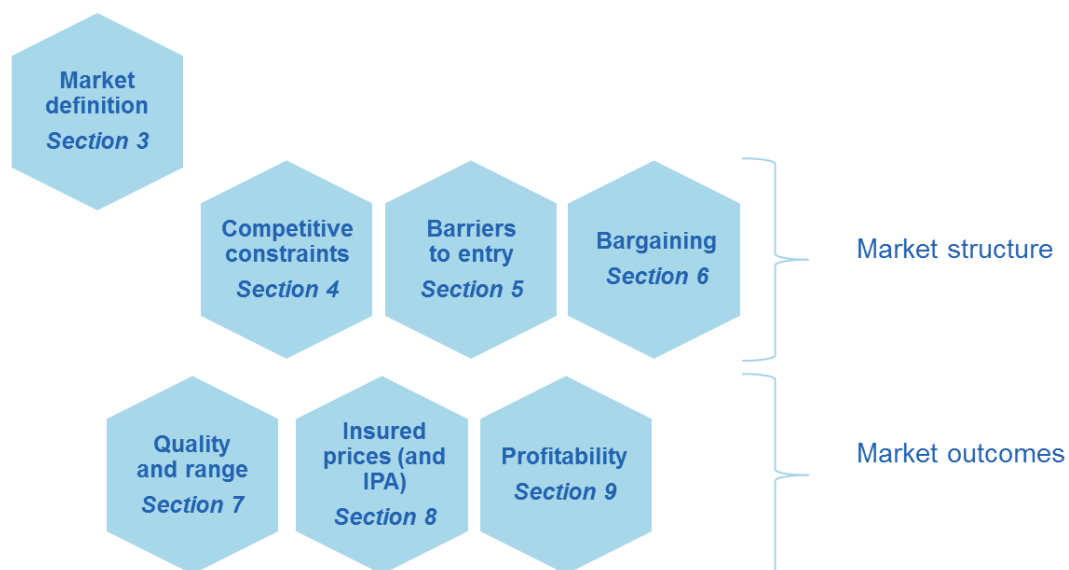 Market
definition
Section 3
Competitive
constraints
Section 4
Barriers
to entry
Section 5
Bargaining
Section 6
Market structure
Quality
and range
Section 7
Insured
prices (and
IPA)
Section 8
Profitability
Section 9
Market outcomes